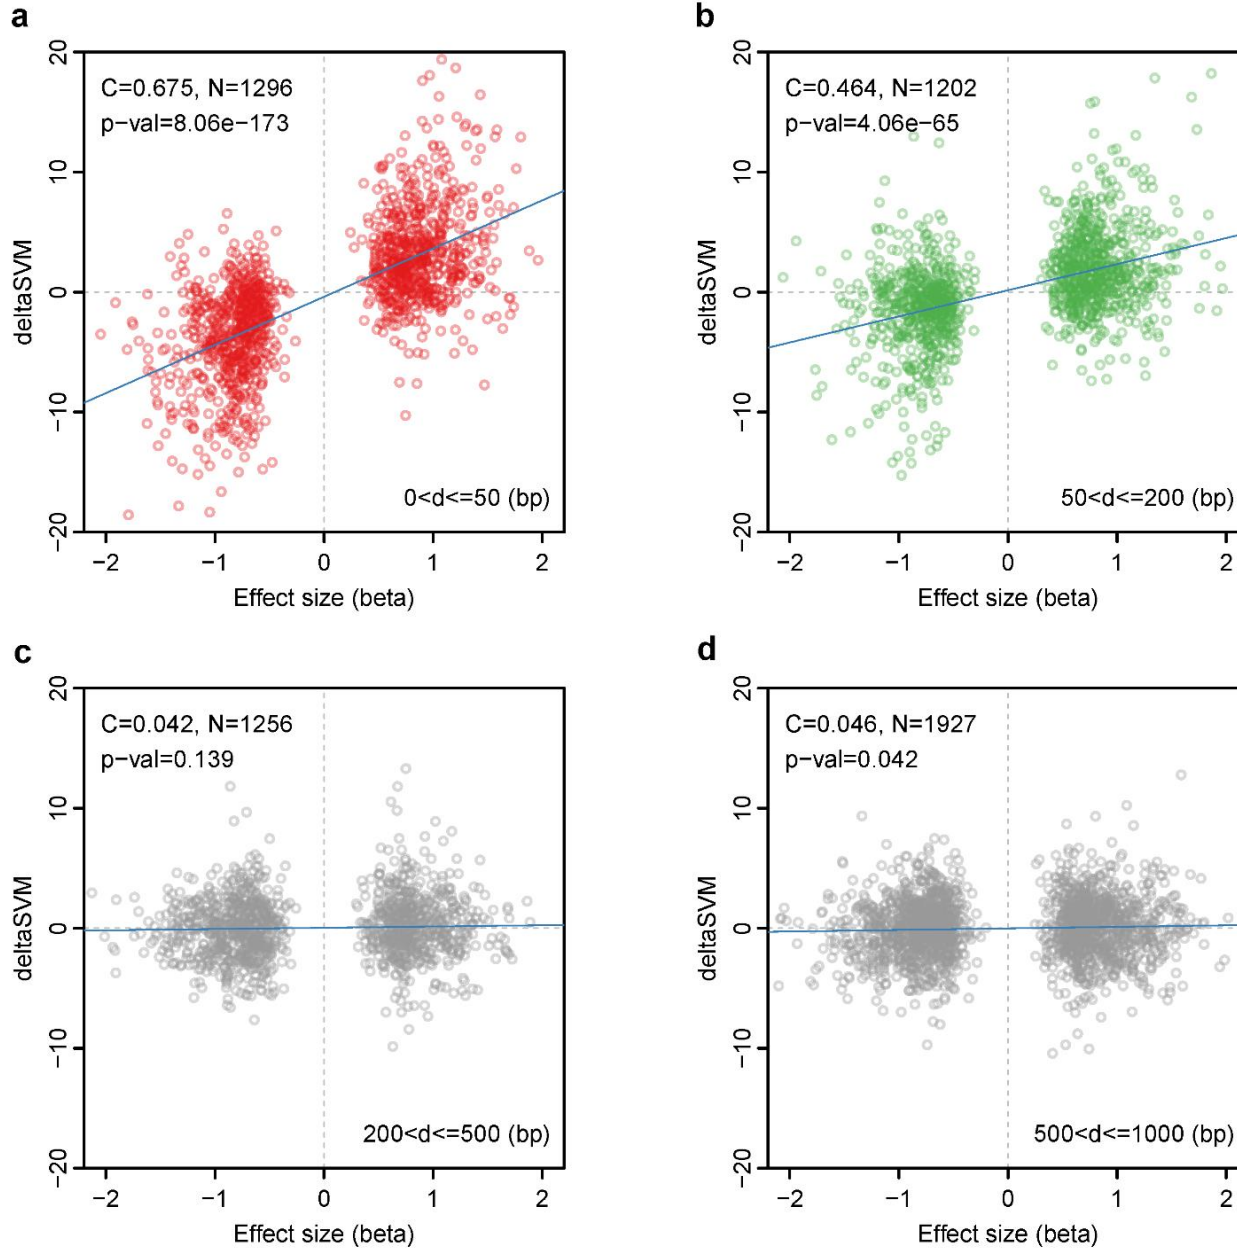 a
C=0.675, N=1296
p-val=8.06e-173
20
10
0
-10
-20
deltaSVM
0<d<=50 (bp)
-2 -1 0 1 2
Effect size (beta)
b
C=0.464, N=1202
p-val=4.06e-65
20
10
0
-10
-20
deltaSVM
50<d<=200 (bp)
-2 -1 0 1 2
Effect size (beta)
c
C=0.042, N=1256
p-val=0.139
20
10
0
-10
-20
deltaSVM
200<d<=500 (bp)
-2 -1 0 1 2
Effect size (beta)
d
C=0.046, N=1927
p-val=0.042
20
10
0
-10
-20
deltaSVM
500<d<=1000 (bp)
-2 -1 0 1 2
Effect size (beta)